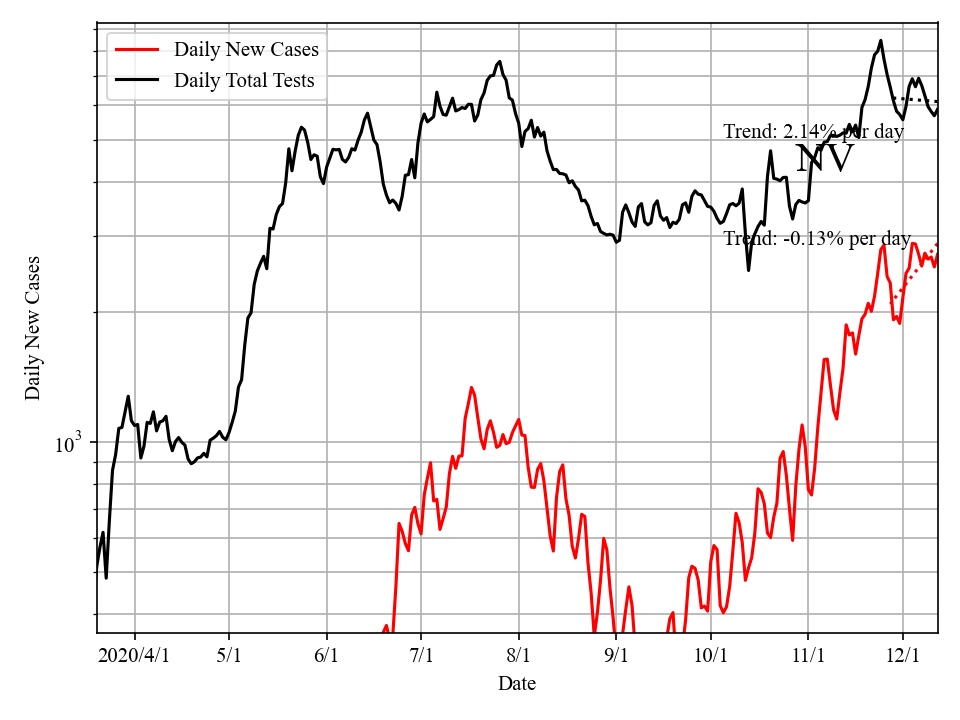 Daily New Cases
Daily Total Tests
Trend: 2.14% per day
NV
Trend: -0.13% per day
Daily New Cases
10^3
2020/4/1 5/1 6/1 7/1 8/1 9/1 10/1 11/1 12/1
Date